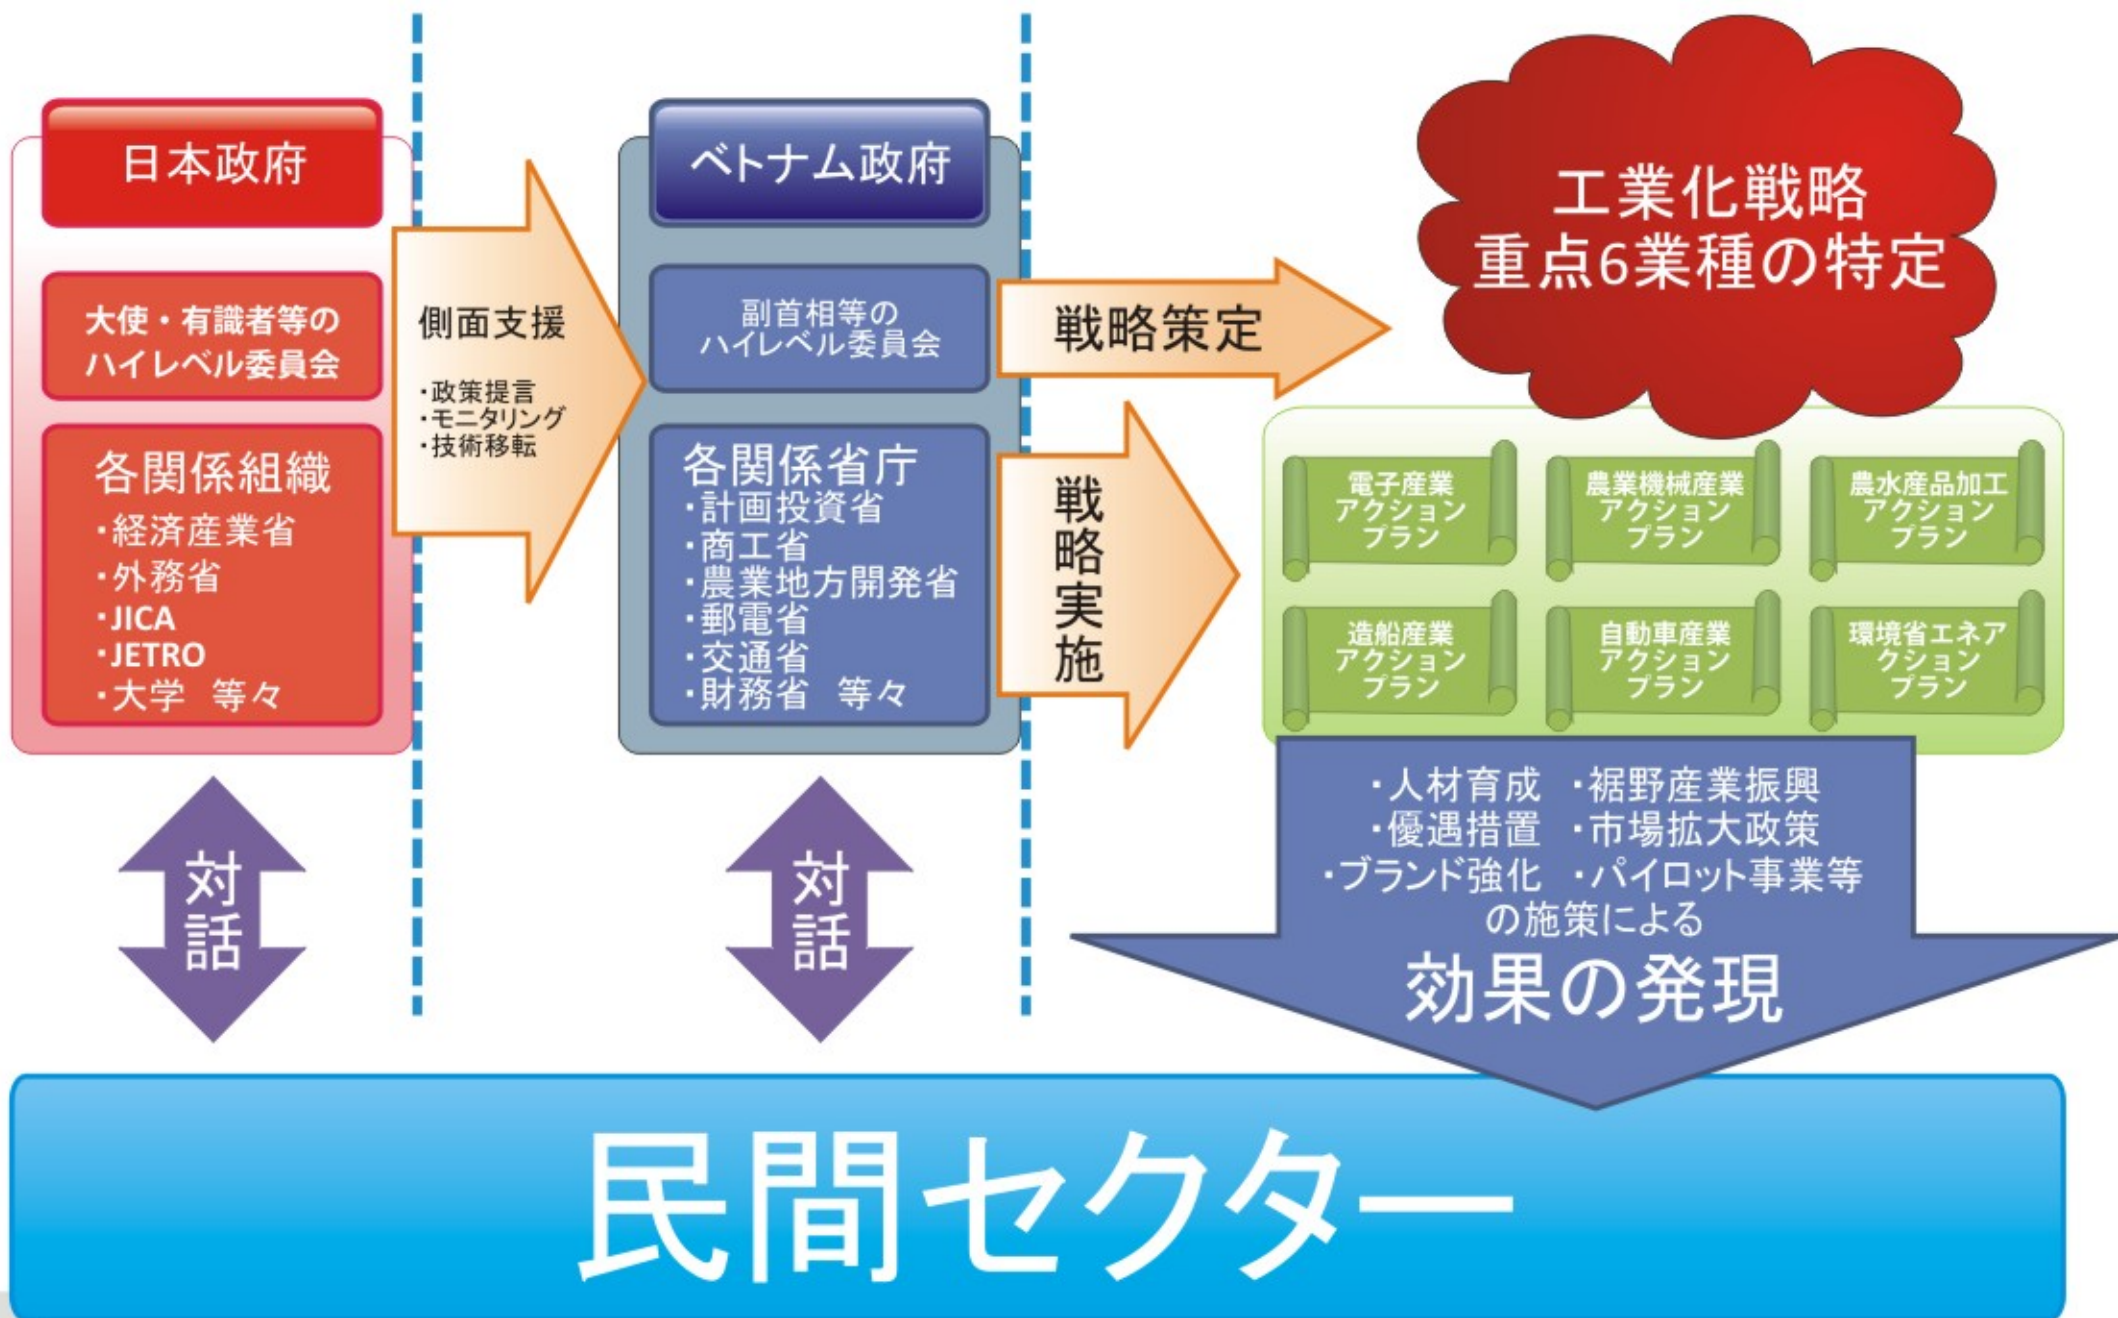 日本政府
大使・有識者等の
ハイレベル委員会
各関係組織
・経済産業省
・外務省
・JICA
・JETRO
・大学 等々
側面支援
・政策提言
・モニタリング
・技術移転
ベトナム政府
副首相等の
ハイレベル委員会
各関係省庁
・計画投資省
・商工省
・農業地方開発省
・郵電省
・交通省
・財務省 等々
戦略策定
戦略実施
工業化戦略
重点6業種の特定
電子産業
アクション
プラン
農業機械産業
アクション
プラン
農水産品加工
アクション
プラン
造船産業
アクション
プラン
自動車産業
アクション
プラン
環境省エネア
クション
プラン
・人材育成 ・裾野産業振興
・優遇措置 ・市場拡大政策
・ブランド強化 ・パイロット事業等
の施策による
効果の発現
対話
対話
民間セクター